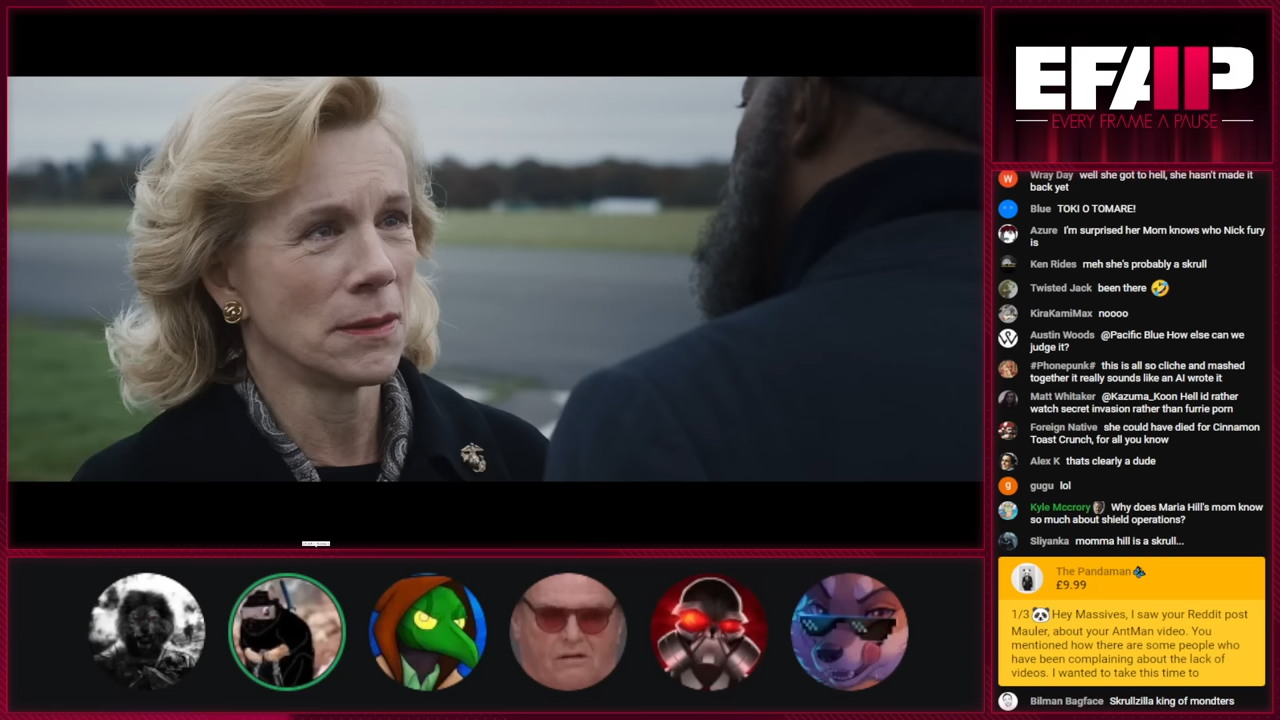 EFAP
EVERY FRAME A PAUSE
Wray Day well she got to hell, she hasn't made it
back yet
Blue TOKI O TOMARE!
Azure I'm surprised her Mom knows who Nick fury
is
Ken Rides meh she's probably a skrull
Twisted Jack been there 🤣
KiraKamiMax noooo
Austin Woods @Pacific Blue How else can we
judge it?
#Phonepunk# this is all so cliche and mashed
together it really sounds like an AI wrote it
Matt Whitaker @Kazuma_Koon Hell id rather
watch secret invasion rather than furrie porn
Foreign Native she could have died for Cinnamon
Toast Crunch, for all you know
Alex K thats clearly a dude
gugu lol
Kyle Mccrory Why does Maria Hill's mom know
so much about shield operations?
Sliyanka momma hill is a skrull...
The Pandaman
£9.99
1/3 🐼 Hey Massives, I saw your Reddit post
Mauler, about your AntMan video. You
mentioned how there are some people who
have been complaining about the lack of
videos. I wanted to take this time to
Bilman Bagface Skrullzilla king of mondters
W
g